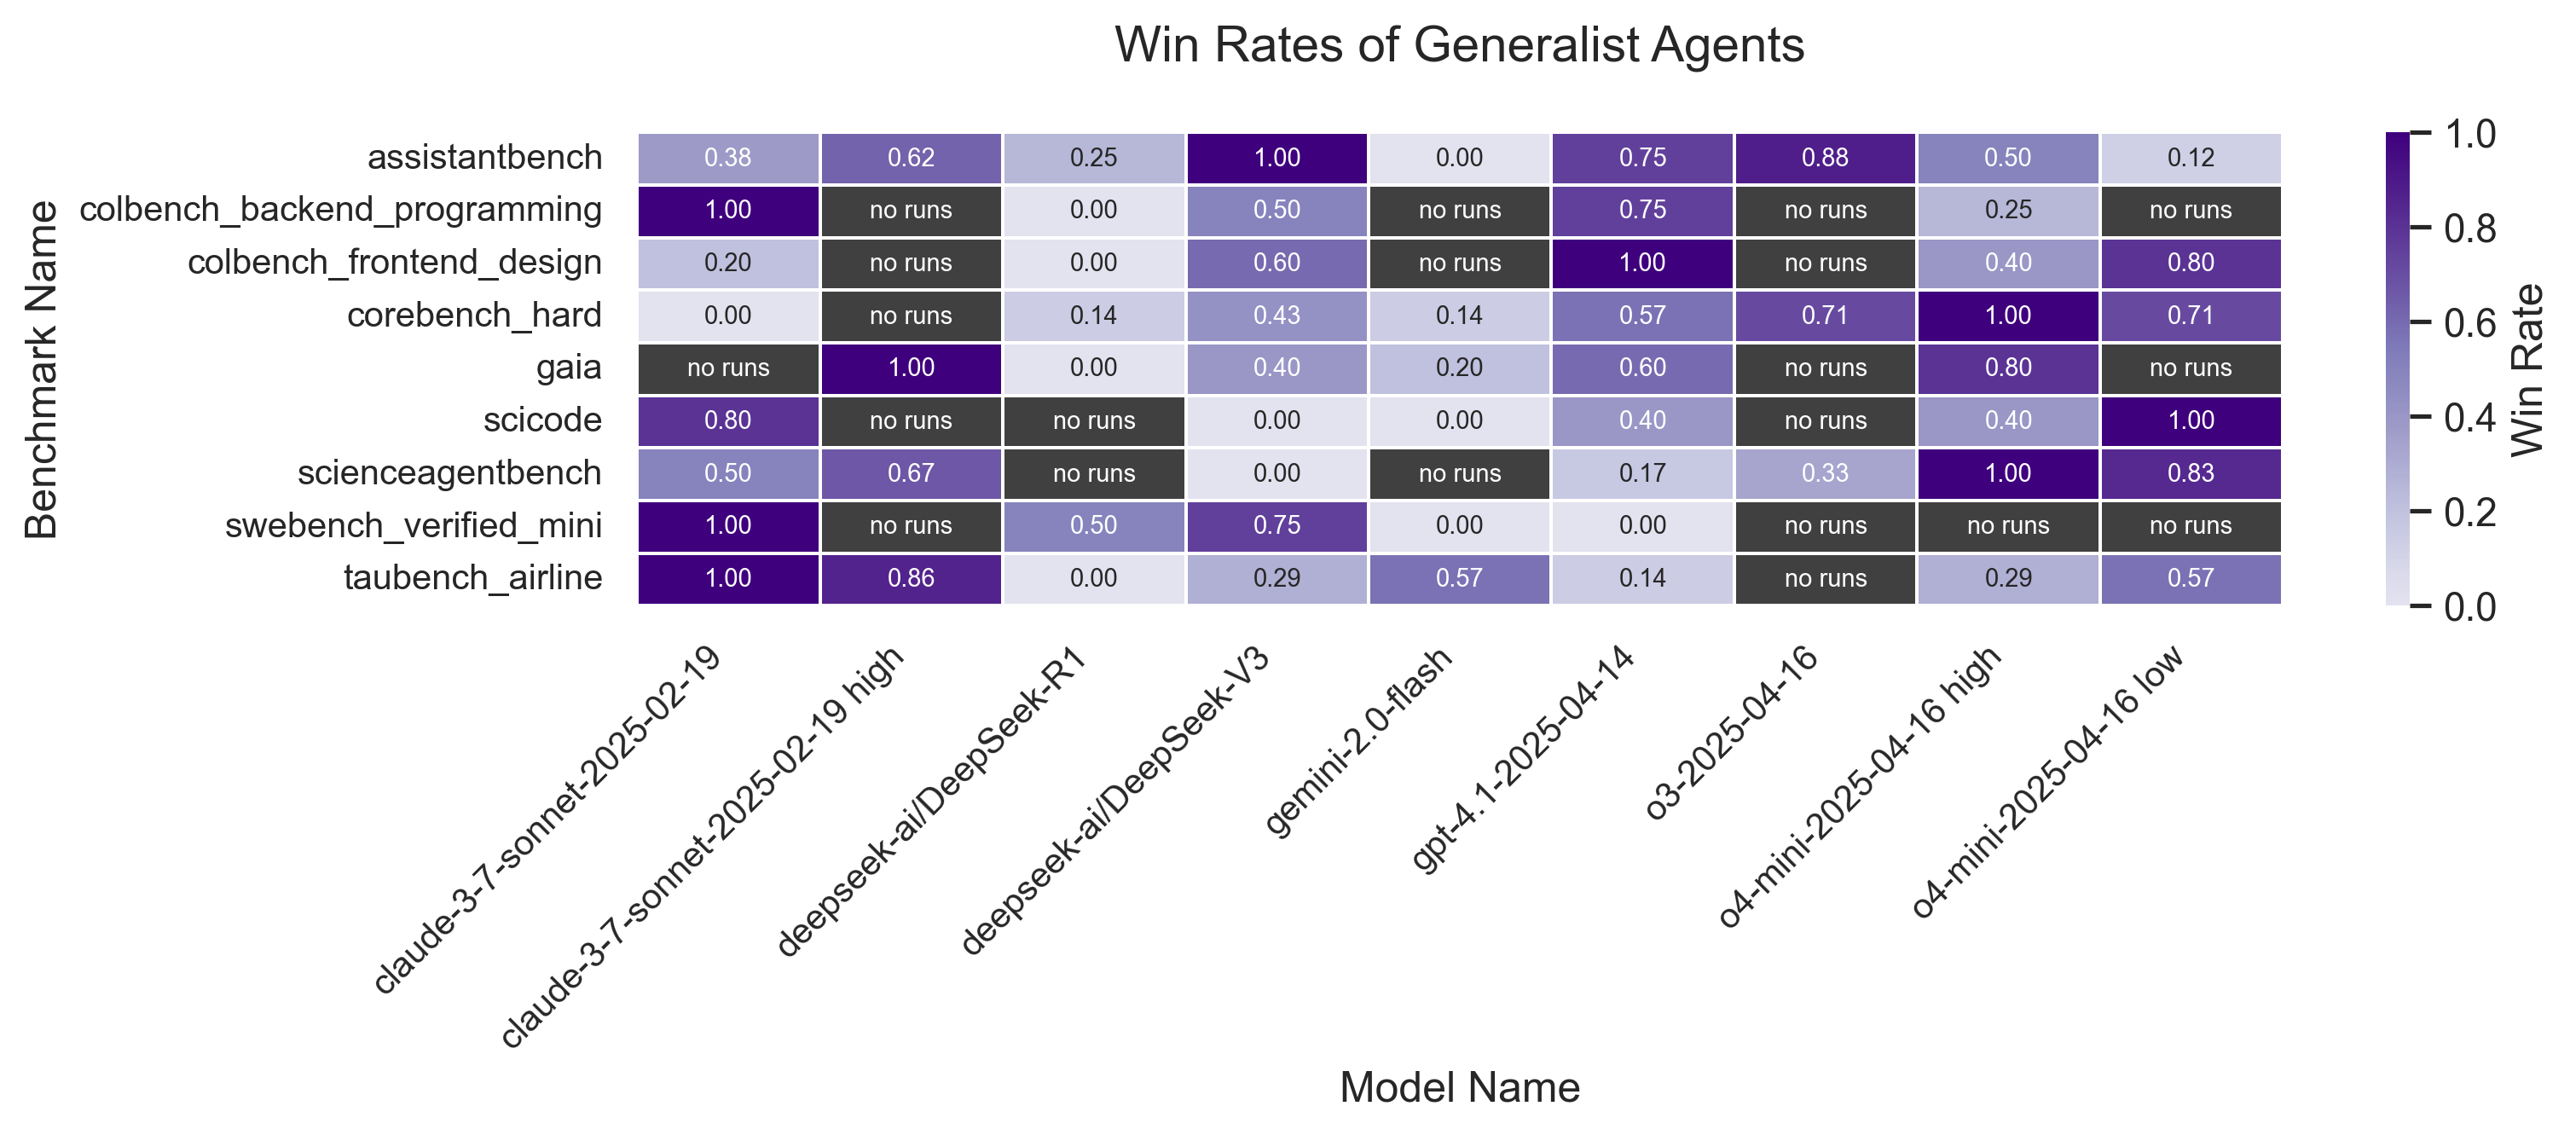 Win Rates of Generalist Agents
Benchmark Name
assistantbench 0.38 0.62 0.25 1.00 0.00 0.75 0.88 0.50 0.12
colbench_backend_programming 1.00 no runs 0.00 0.50 no runs 0.75 no runs 0.25 no runs
colbench_frontend_design 0.20 no runs 0.00 0.60 no runs 1.00 no runs 0.40 0.80
corebench_hard 0.00 no runs 0.14 0.43 0.14 0.57 0.71 1.00 0.71
gaia no runs 1.00 0.00 0.40 0.20 0.60 no runs 0.80 no runs
scicode 0.80 no runs no runs 0.00 0.00 0.40 no runs 0.40 1.00
scienceagentbench 0.50 0.67 no runs 0.00 no runs 0.17 0.33 1.00 0.83
swebench_verified_mini 1.00 no runs 0.50 0.75 0.00 0.00 no runs no runs no runs
taubench_airline 1.00 0.86 0.00 0.29 0.57 0.14 no runs 0.29 0.57
claude-3-7-sonnet-2025-02-19
claude-3-7-sonnet-2025-02-19 high
deepseek-ai/DeepSeek-R1
deepseek-ai/DeepSeek-V3
gemini-2.0-flash
gpt-4.1-2025-04-14
o3-2025-04-16
o4-mini-2025-04-16 high
o4-mini-2025-04-16 low
Model Name
1.0
0.8
0.6
0.4
0.2
0.0
Win Rate